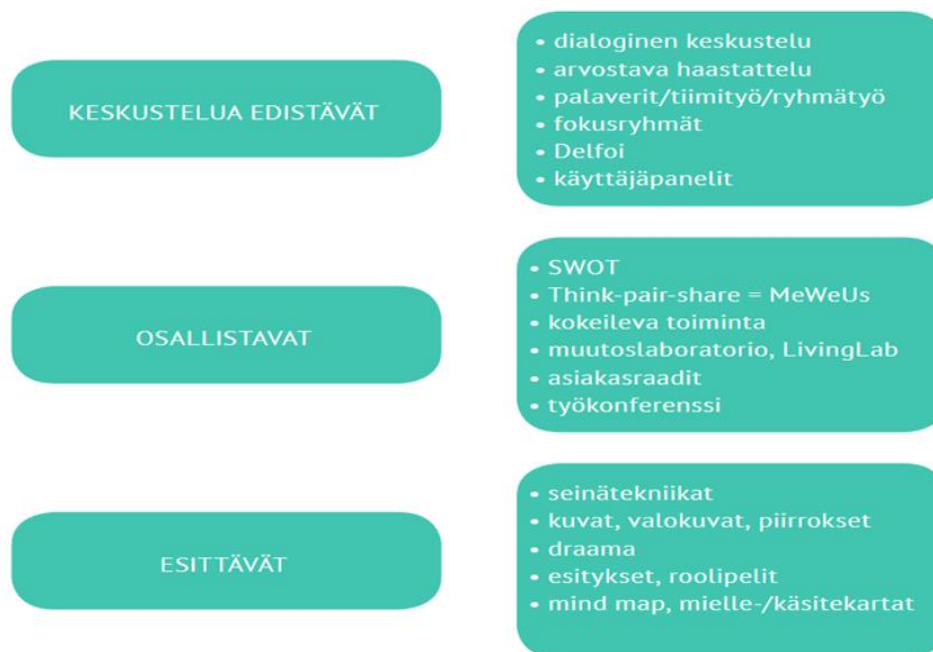 KESKUSTELUA EDISTÄVÄT
• dialoginen keskustelu
• arvostava haastattelu
• palaverit/tiimityö/ryhmätyö
• fokusryhmät
• Delfoi
• käyttäjäpanelit
OSALLISTAVAT
• SWOT
• Think-pair-share = MeWeUs
• kokeileva toiminta
• muutoslaboratorio, LivingLab
• asiakasraadit
• työkonferenssi
ESITTÄVÄT
• seinätekniikat
• kuvat, valokuvat, piirrokset
• draama
• esitykset, roolipelit
• mind map, mielle-/käsitekartat